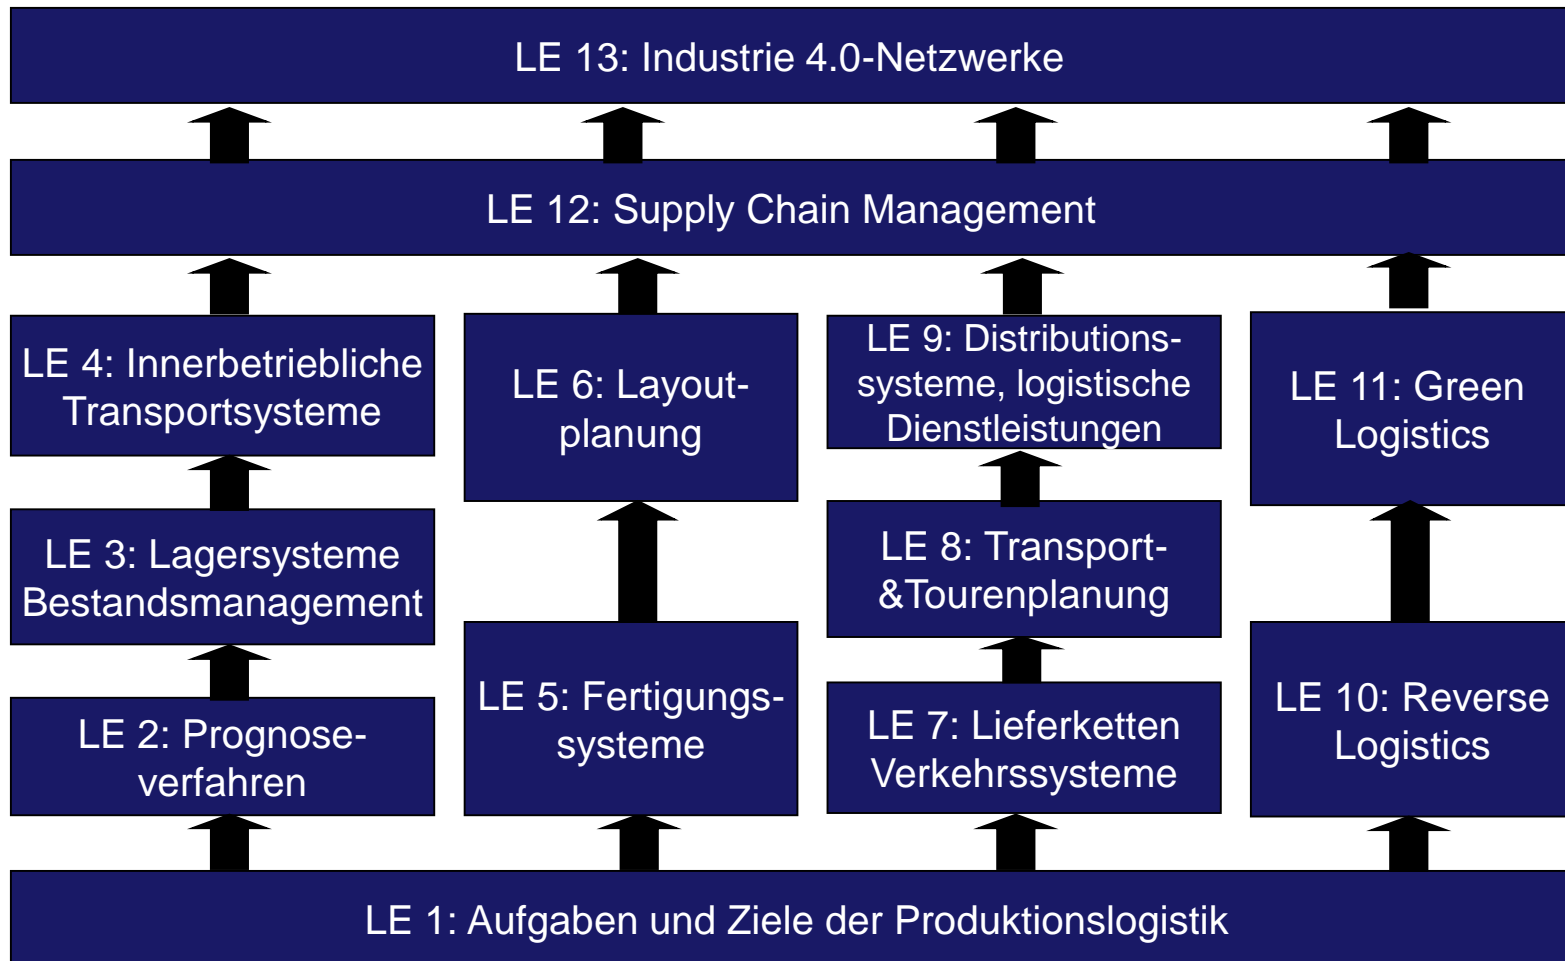 LE 13: Industrie 4.0-Netzwerke
LE 12: Supply Chain Management
LE 4: Innerbetriebliche
Transportsysteme
LE 6: Layout-
planung
LE 9: Distributions-
systeme, logistische
Dienstleistungen
LE 11: Green
Logistics
LE 3: Lagersysteme
Bestandsmanagement
LE 8: Transport-
&Tourenplanung
LE 2: Prognose-
verfahren
LE 5: Fertigungs-
systeme
LE 7: Lieferketten
Verkehrssysteme
LE 10: Reverse
Logistics
LE 1: Aufgaben und Ziele der Produktionslogistik